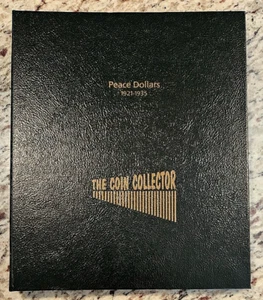 Peace Dollars
1921-1935
THE COIN COLLECTOR